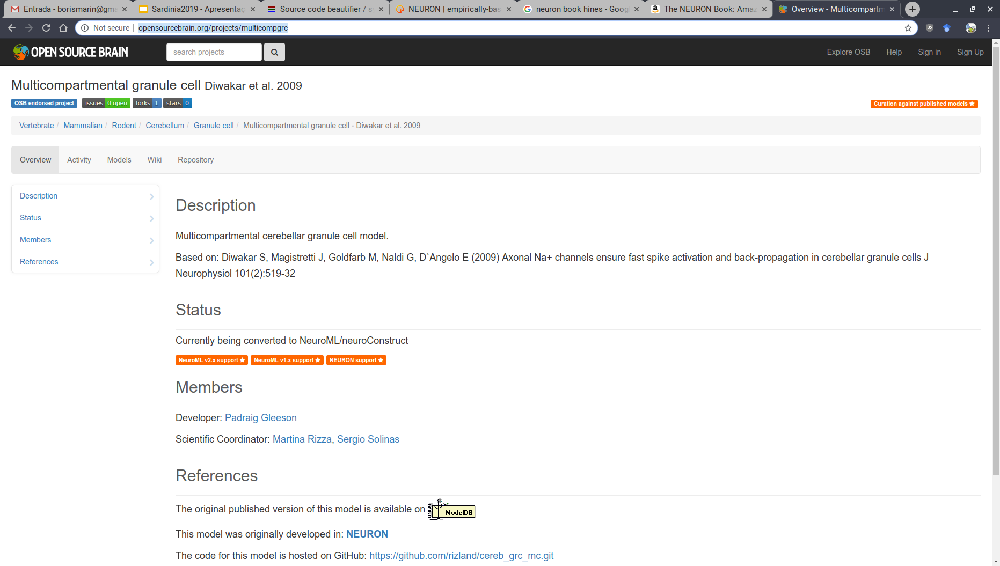 Entrada - borismarin@gma
Sardinia2019 - Apresentaç
Source code beautifier / sy
NEURON | empirically-bas
neuron book hines - Goog
The NEURON Book: Amaz
Overview - Multicompartm
Not secure
opensourcebrain.org/projects/multicompgrc
OPEN SOURCE BRAIN
search projects
Explore OSB
Help
Sign in
Sign Up
Multicompartmental granule cell Diwakar et al. 2009
OSB endorsed project
issues 0 open
forks 1
stars 0
Curation against published models
Vertebrate / Mammalian / Rodent / Cerebellum / Granule cell / Multicompartmental granule cell - Diwakar et al. 2009
Overview
Activity
Models
Wiki
Repository
Description
Status
Members
References
Description
Multicompartmental cerebellar granule cell model.
Based on: Diwakar S, Magistretti J, Goldfarb M, Naldi G, D`Angelo E (2009) Axonal Na+ channels ensure fast spike activation and back-propagation in cerebellar granule cells J
Neurophysiol 101(2):519-32
Status
Currently being converted to NeuroML/neuroConstruct
NeuroML v2.x support
NeuroML v1.x support
NEURON support
Members
Developer: Padraig Gleeson
Scientific Coordinator: Martina Rizza, Sergio Solinas
References
The original published version of this model is available on
SENSELAB
ModelDB
This model was originally developed in: NEURON
The code for this model is hosted on GitHub: https://github.com/rizland/cereb_grc_mc.git